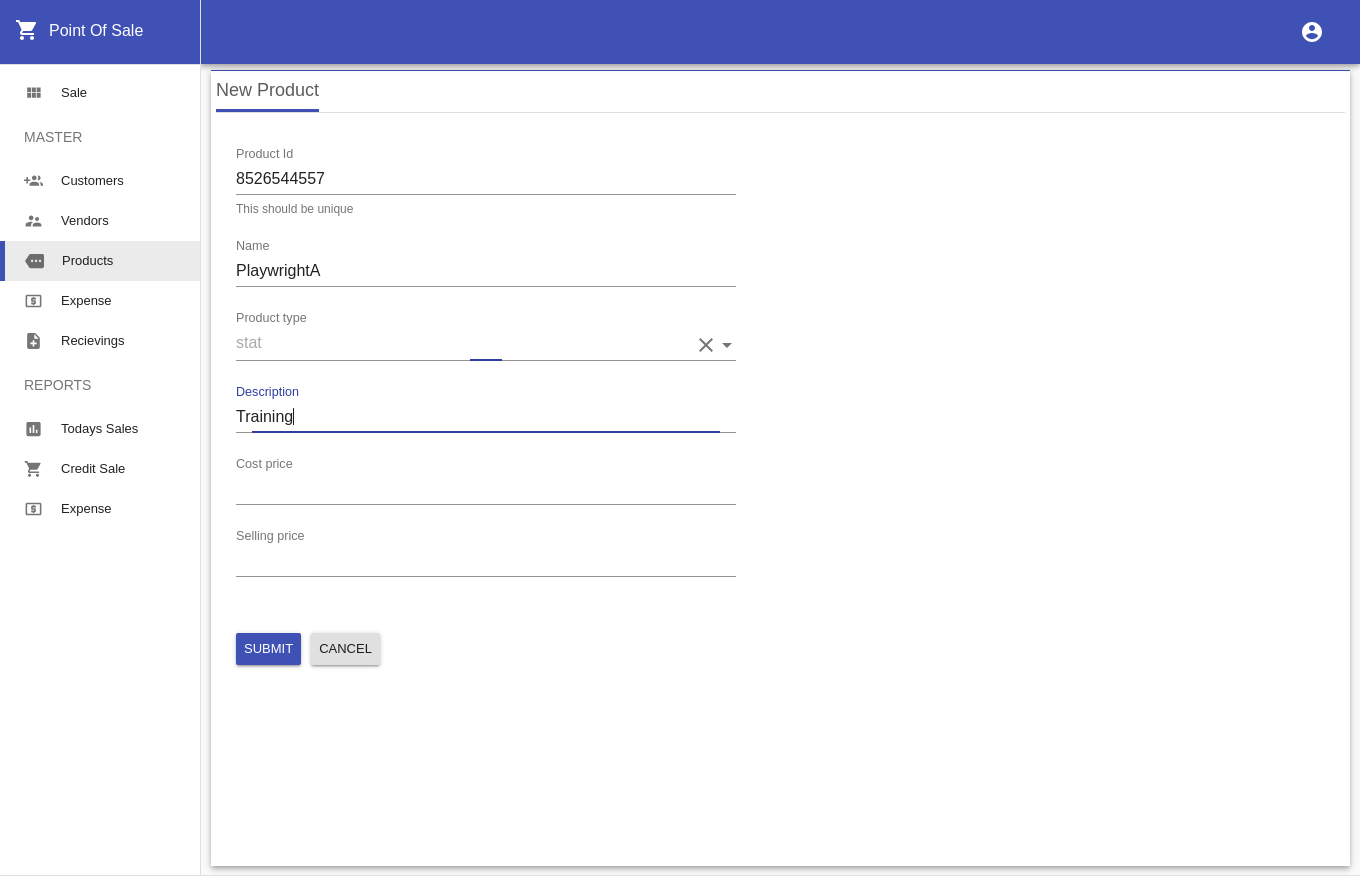 Point Of Sale
Sale
MASTER
Customers
Vendors
Products
Expense
Recievings
REPORTS
Todays Sales
Credit Sale
Expense
New Product
Product Id
8526544557
This should be unique
Name
PlaywrightA
Product type
stat
Description
Training
Cost price
Selling price
SUBMIT CANCEL